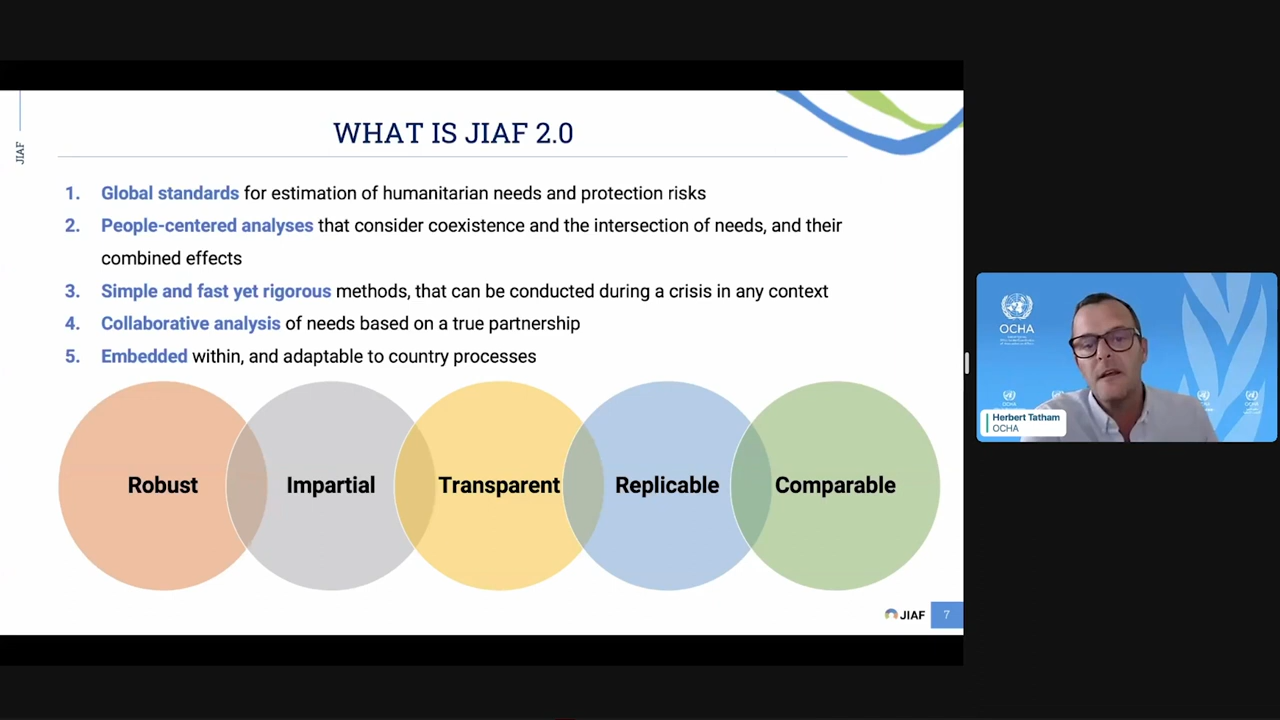 JIAF
WHAT IS JIAF 2.0
1. Global standards for estimation of humanitarian needs and protection risks
2. People-centered analyses that consider coexistence and the intersection of needs, and their
combined effects
3. Simple and fast yet rigorous methods, that can be conducted during a crisis in any context
4. Collaborative analysis of needs based on a true partnership
5. Embedded within, and adaptable to country processes
Robust
Impartial
Transparent
Replicable
Comparable
JIAF
7
OCHA
Herbert Tatham
OCHA